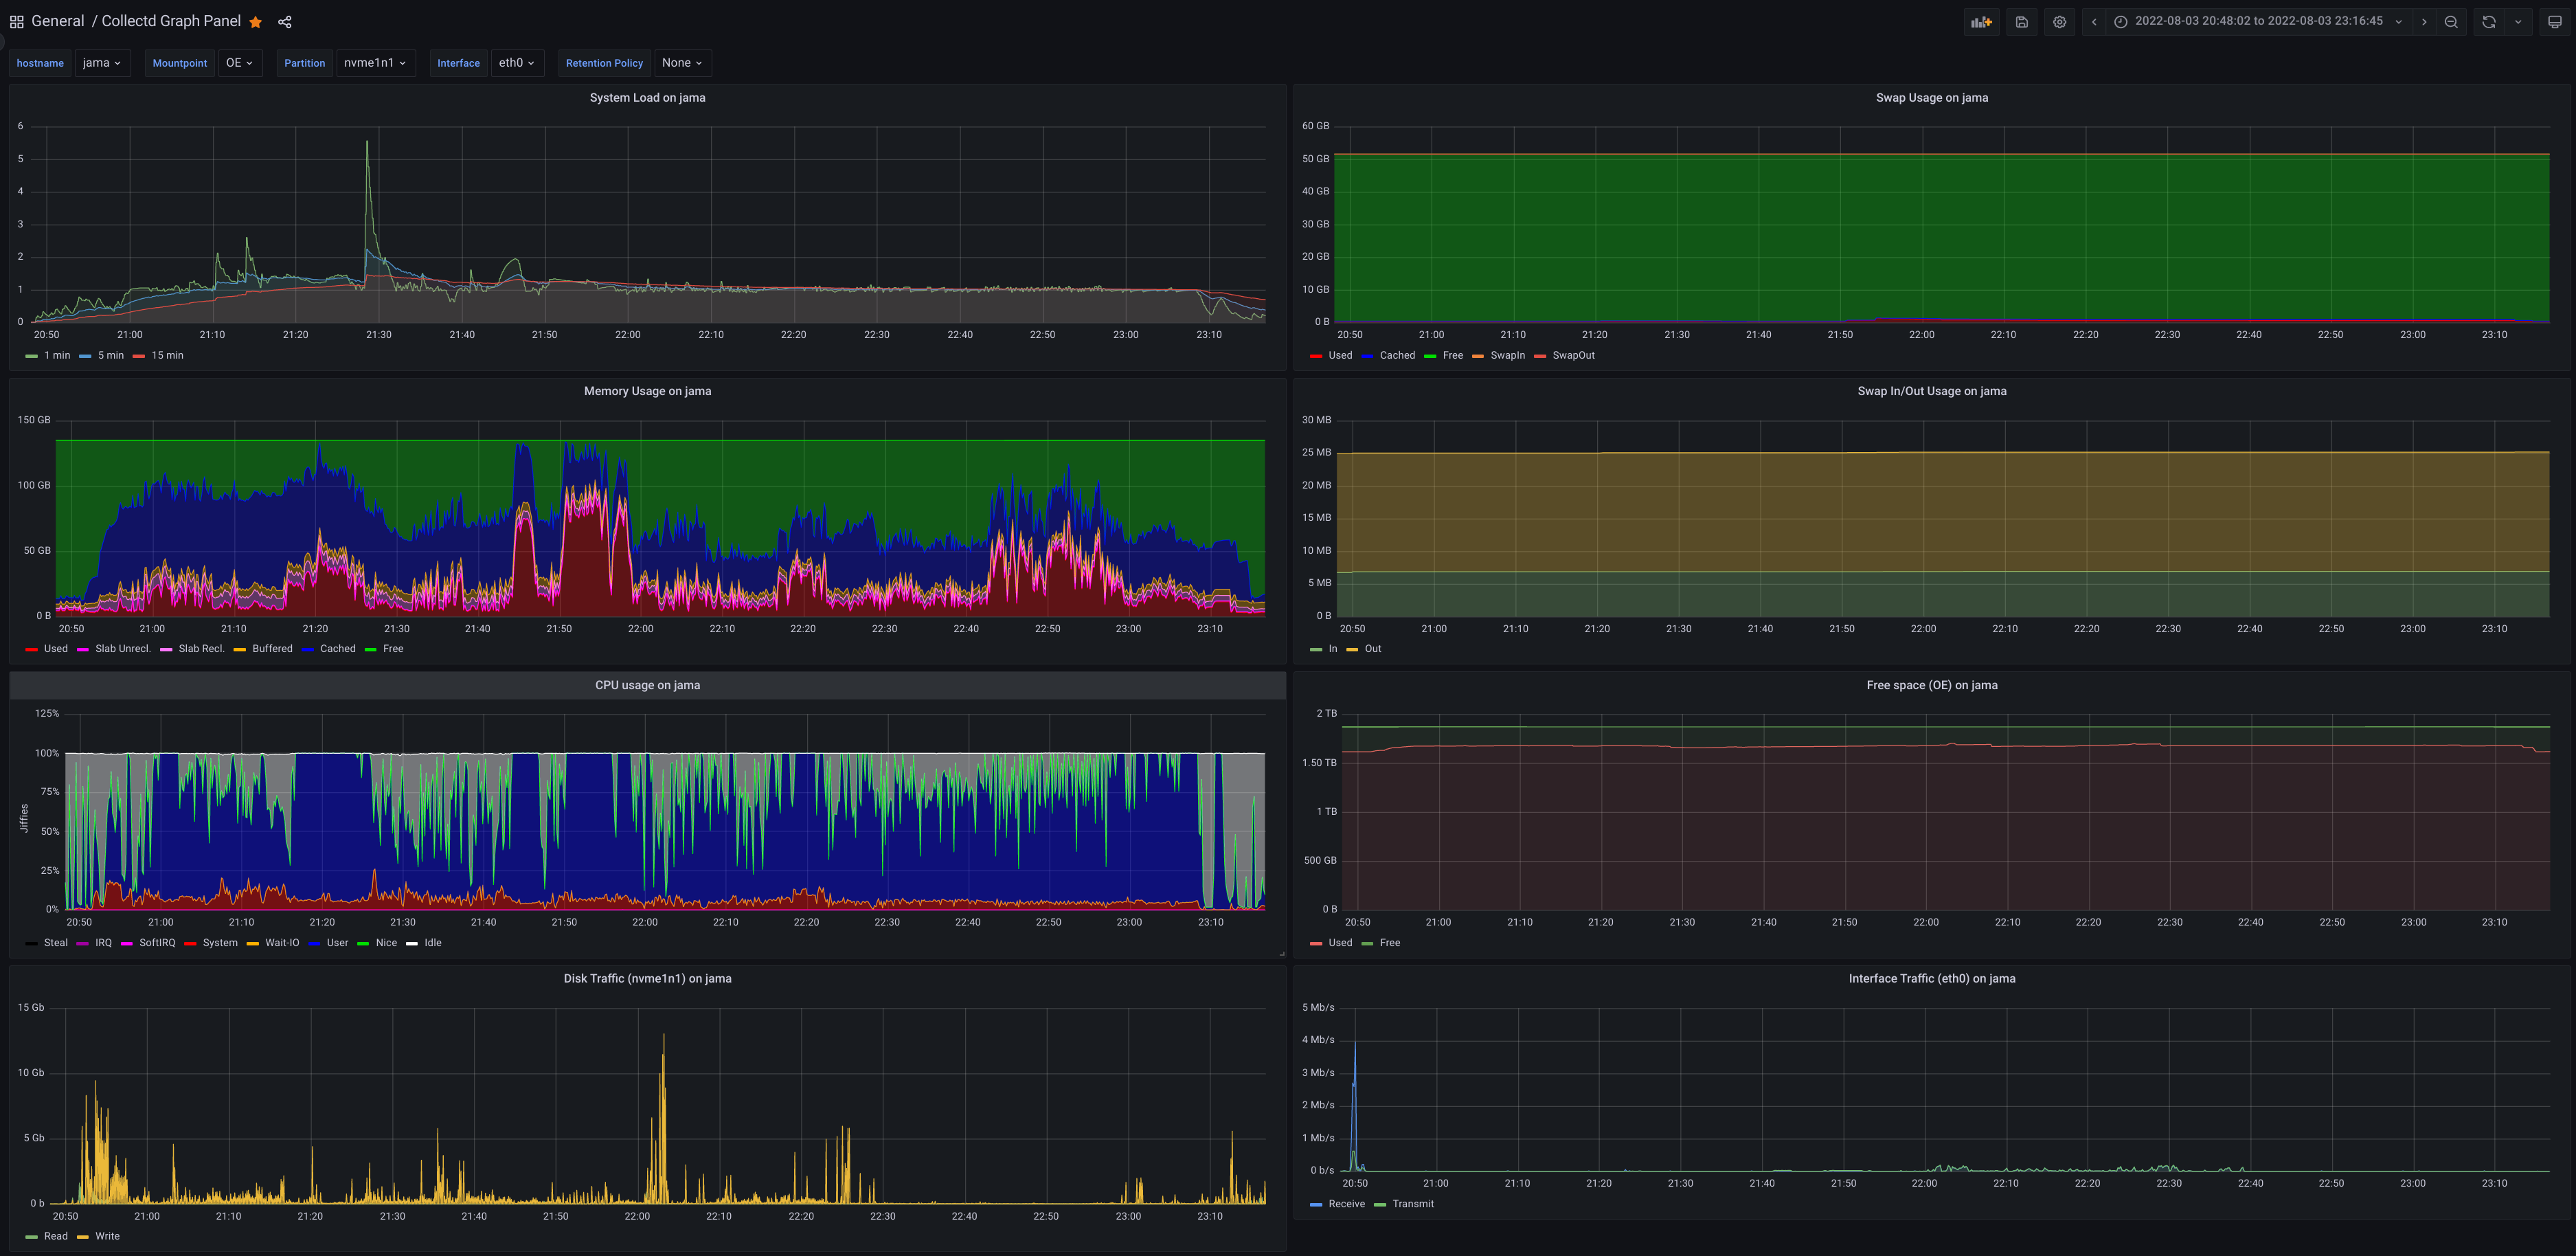 General / Collectd Graph Panel
2022-08-03 20:48:02 to 2022-08-03 23:16:45
hostname jama Mountpoint OE Partition nvme1n1 Interface eth0 Retention Policy None
System Load on jama
6
5
4
3
2
1
0
20:50 21:00 21:10 21:20 21:30 21:40 21:50 22:00 22:10 22:20 22:30 22:40 22:50 23:00 23:10
1 min 5 min 15 min
Swap Usage on jama
60 GB
50 GB
40 GB
30 GB
20 GB
10 GB
0 B
20:50 21:00 21:10 21:20 21:30 21:40 21:50 22:00 22:10 22:20 22:30 22:40 22:50 23:00 23:10
Used Cached Free SwapIn SwapOut
Memory Usage on jama
150 GB
100 GB
50 GB
0 B
20:50 21:00 21:10 21:20 21:30 21:40 21:50 22:00 22:10 22:20 22:30 22:40 22:50 23:00 23:10
Used Slab Unrecl. Slab Recl. Buffered Cached Free
Swap In/Out Usage on jama
30 MB
25 MB
20 MB
15 MB
10 MB
5 MB
0 B
20:50 21:00 21:10 21:20 21:30 21:40 21:50 22:00 22:10 22:20 22:30 22:40 22:50 23:00 23:10
In Out
CPU usage on jama
Jiffies
125%
100%
75%
50%
25%
0%
20:50 21:00 21:10 21:20 21:30 21:40 21:50 22:00 22:10 22:20 22:30 22:40 22:50 23:00 23:10
Steal IRQ SoftIRQ System Wait-IO User Nice Idle
Free space (OE) on jama
2 TB
1.50 TB
1 TB
500 GB
0 B
20:50 21:00 21:10 21:20 21:30 21:40 21:50 22:00 22:10 22:20 22:30 22:40 22:50 23:00 23:10
Used Free
Disk Traffic (nvme1n1) on jama
15 Gb
10 Gb
5 Gb
0 b
20:50 21:00 21:10 21:20 21:30 21:40 21:50 22:00 22:10 22:20 22:30 22:40 22:50 23:00 23:10
Read Write
Interface Traffic (eth0) on jama
5 Mb/s
4 Mb/s
3 Mb/s
2 Mb/s
1 Mb/s
0 b/s
20:50 21:00 21:10 21:20 21:30 21:40 21:50 22:00 22:10 22:20 22:30 22:40 22:50 23:00 23:10
Receive Transmit